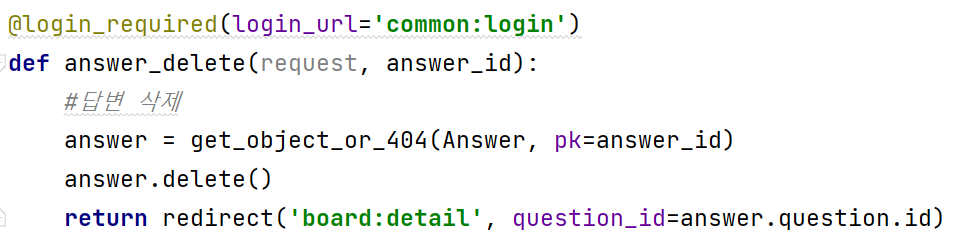 @login_required(login_url='common:login')
def answer_delete(request, answer_id):
    #답변 삭제
    answer = get_object_or_404(Answer, pk=answer_id)
    answer.delete()
    return redirect('board:detail', question_id=answer.question.id)